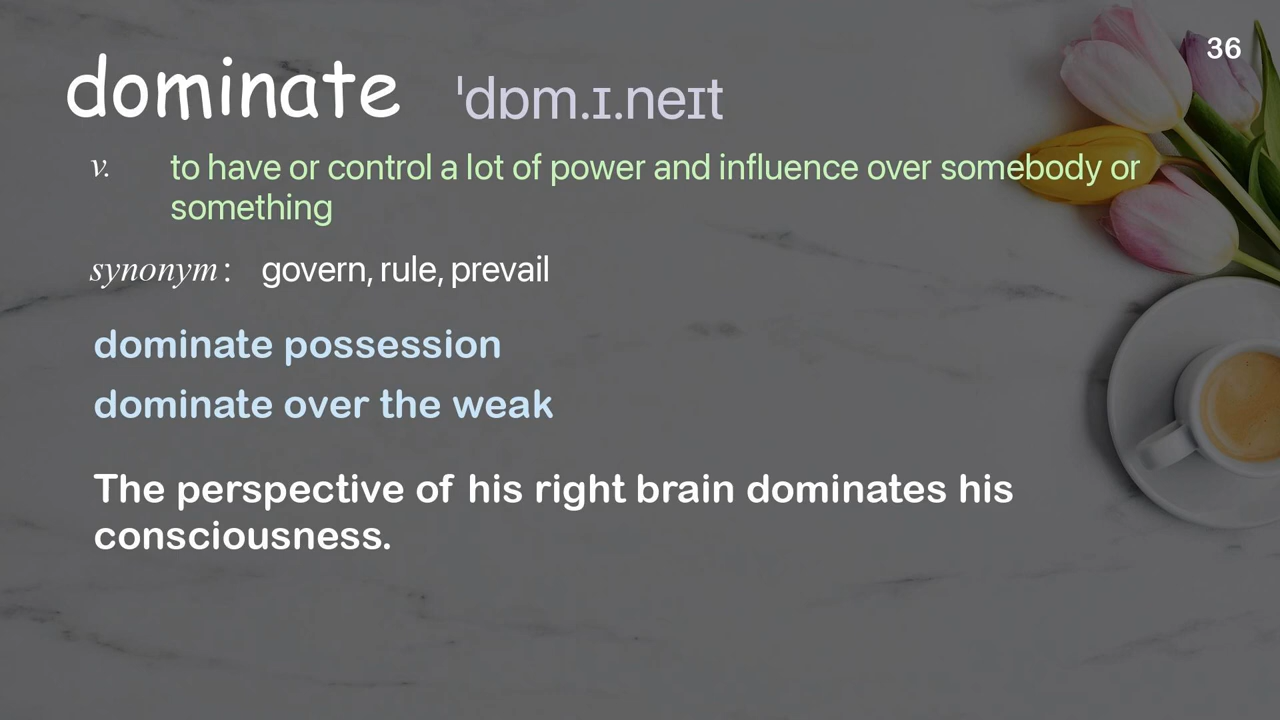 36
dominate ˈdɒm.ɪ.neɪt
v. to have or control a lot of power and influence over somebody or
something
synonym: govern, rule, prevail
dominate possession
dominate over the weak
The perspective of his right brain dominates his
consciousness.